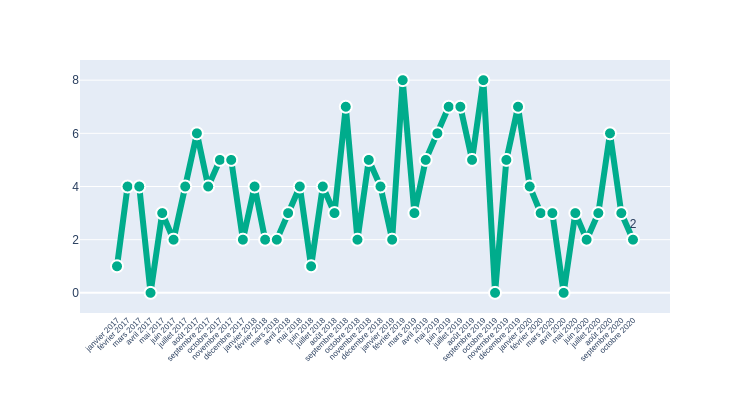 8
6
4
2
0
2
janvier 2017
février 2017
mars 2017
avril 2017
mai 2017
juin 2017
juillet 2017
août 2017
septembre 2017
octobre 2017
novembre 2017
décembre 2017
janvier 2018
février 2018
mars 2018
avril 2018
mai 2018
juin 2018
juillet 2018
août 2018
septembre 2018
octobre 2018
novembre 2018
décembre 2018
janvier 2019
février 2019
mars 2019
avril 2019
mai 2019
juin 2019
juillet 2019
août 2019
septembre 2019
octobre 2019
novembre 2019
décembre 2019
janvier 2020
février 2020
mars 2020
avril 2020
mai 2020
juin 2020
juillet 2020
août 2020
septembre 2020
octobre 2020